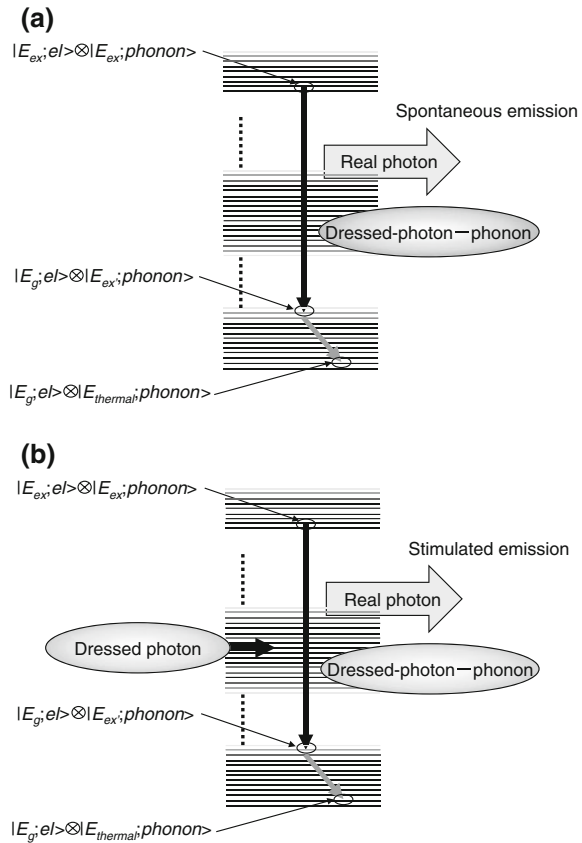 (a)
|E_ex;el>⊗|E_ex;phonon>
Spontaneous emission
Real photon
Dressed-photon—phonon
|E_g;el>⊗|E_ex';phonon>
|E_g;el>⊗|E_thermal;phonon>
(b)
|E_ex;el>⊗|E_ex;phonon>
Stimulated emission
Real photon
Dressed photon
Dressed-photon—phonon
|E_g;el>⊗|E_ex';phonon>
|E_g;el>⊗|E_thermal;phonon>